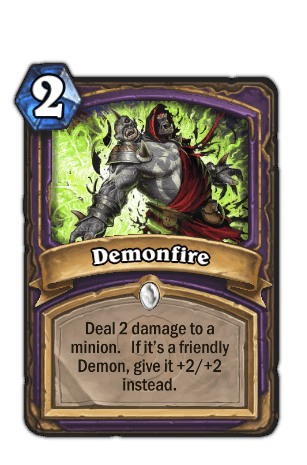 2
Demonfire
Deal 2 damage to a
minion. If it's a friendly
Demon, give it +2/+2
instead.